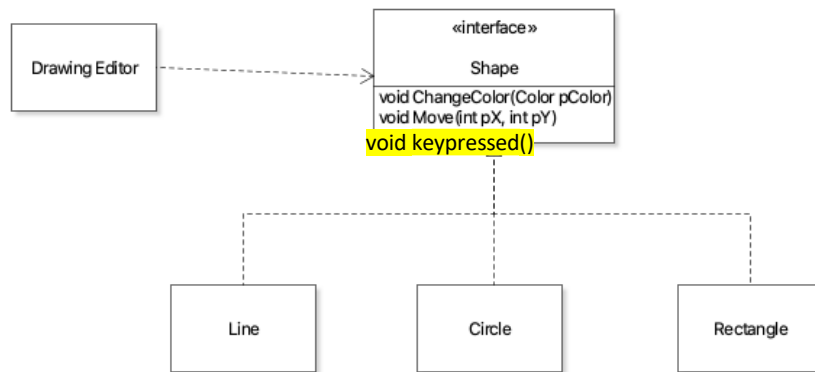 «interface»
Drawing Editor
Shape
void ChangeColor(Color pColor)
void Move(int pX, int pY)
void keypressed()
Line
Circle
Rectangle